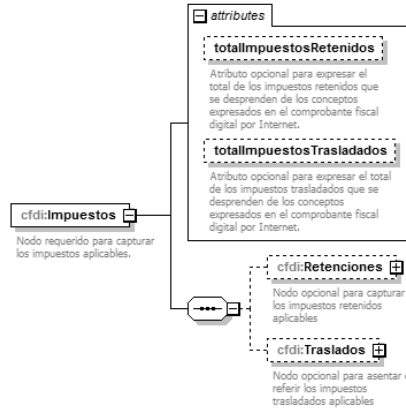 attributes
totalImpuestosRetenidos
Atributo opcional para expresar el
total de los impuestos retenidos que
se desprenden de los conceptos
expresados en el comprobante fiscal
digital por Internet.
totalImpuestosTrasladados
Atributo opcional para expresar el total
de los impuestos trasladados que se
desprenden de los conceptos
expresados en el comprobante fiscal
digital por Internet.
cfdi:Impuestos
Nodo requerido para capturar
los impuestos aplicables.
cfdi:Retenciones
Nodo opcional para capturar
los impuestos retenidos
aplicables
cfdi:Traslados
Nodo opcional para asentar o
referir los impuestos
trasladados aplicables